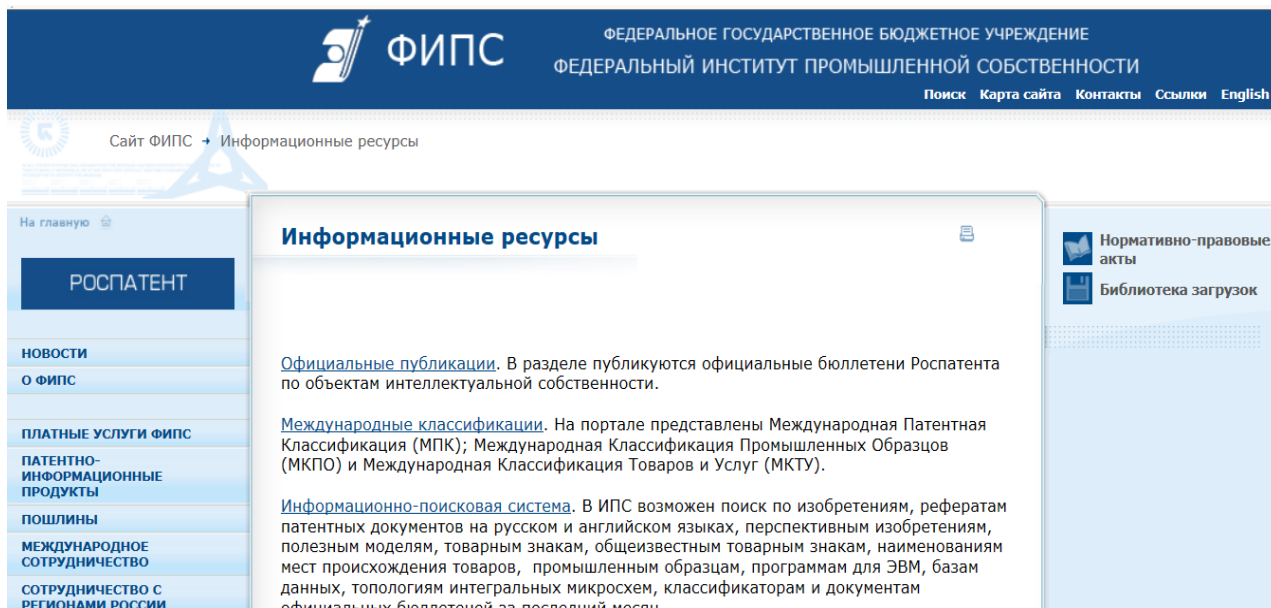 ФИПС
ФЕДЕРАЛЬНОЕ ГОСУДАРСТВЕННОЕ БЮДЖЕТНОЕ УЧРЕЖДЕНИЕ
ФЕДЕРАЛЬНЫЙ ИНСТИТУТ ПРОМЫШЛЕННОЙ СОБСТВЕННОСТИ
Поиск Карта сайта Контакты Ссылки English
Сайт ФИПС → Информационные ресурсы
На главную
РОСПАТЕНТ
НОВОСТИ
О ФИПС
ПЛАТНЫЕ УСЛУГИ ФИПС
ПАТЕНТНО-
ИНФОРМАЦИОННЫЕ
ПРОДУКТЫ
ПОШЛИНЫ
МЕЖДУНАРОДНОЕ
СОТРУДНИЧЕСТВО
СОТРУДНИЧЕСТВО С
РЕГИОНАМИ РОССИИ
Информационные ресурсы
Официальные публикации. В разделе публикуются официальные бюллетени Роспатента
по объектам интеллектуальной собственности.
Международные классификации. На портале представлены Международная Патентная
Классификация (МПК); Международная Классификация Промышленных Образцов
(МКПО) и Международная Классификация Товаров и Услуг (МКТУ).
Информационно-поисковая система. В ИПС возможен поиск по изобретениям, рефератам
патентных документов на русском и английском языках, перспективным изобретениям,
полезным моделям, товарным знакам, общеизвестным товарным знакам, наименованиям
мест происхождения товаров, промышленным образцам, программам для ЭВМ, базам
данных, топологиям интегральных микросхем, классификаторам и документам
официальных бюллетеней за последний месяц
Нормативно-правовые
акты
Библиотека загрузок